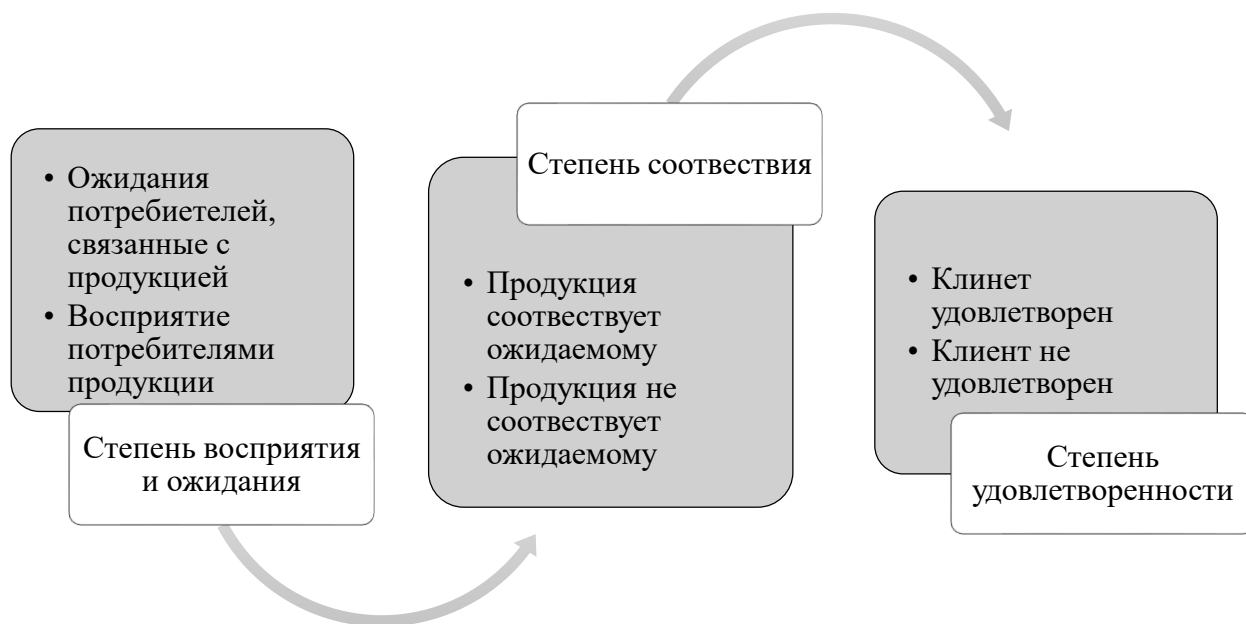 • Ожидания
потребиетелей,
связанные с
продукцией
• Восприятие
потребителями
продукции
Степень восприятия
и ожидания
Степень соотвествия
• Продукция
соотвествует
ожидаемому
• Продукция не
соотвествует
ожидаемому
• Клинет
удовлетворен
• Клиент не
удовлетворен
Степень
удовлетворенности